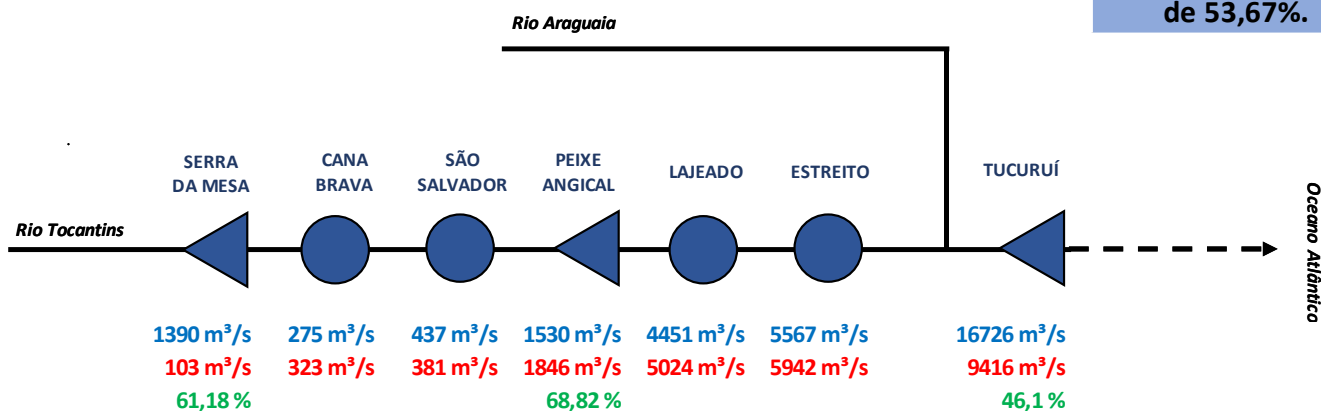 de 53,67%.
Rio Araguaia
SERRA
DA MESA
CANA
BRAVA
SÃO
SALVADOR
PEIXE
ANGICAL
LAJEADO
ESTREITO
TUCURUÍ
Rio Tocantins
Oceano Atlântico
1390 m³/s 275 m³/s 437 m³/s 1530 m³/s 4451 m³/s 5567 m³/s 16726 m³/s
103 m³/s 323 m³/s 381 m³/s 1846 m³/s 5024 m³/s 5942 m³/s 9416 m³/s
61,18 % 68,82 % 46,1 %